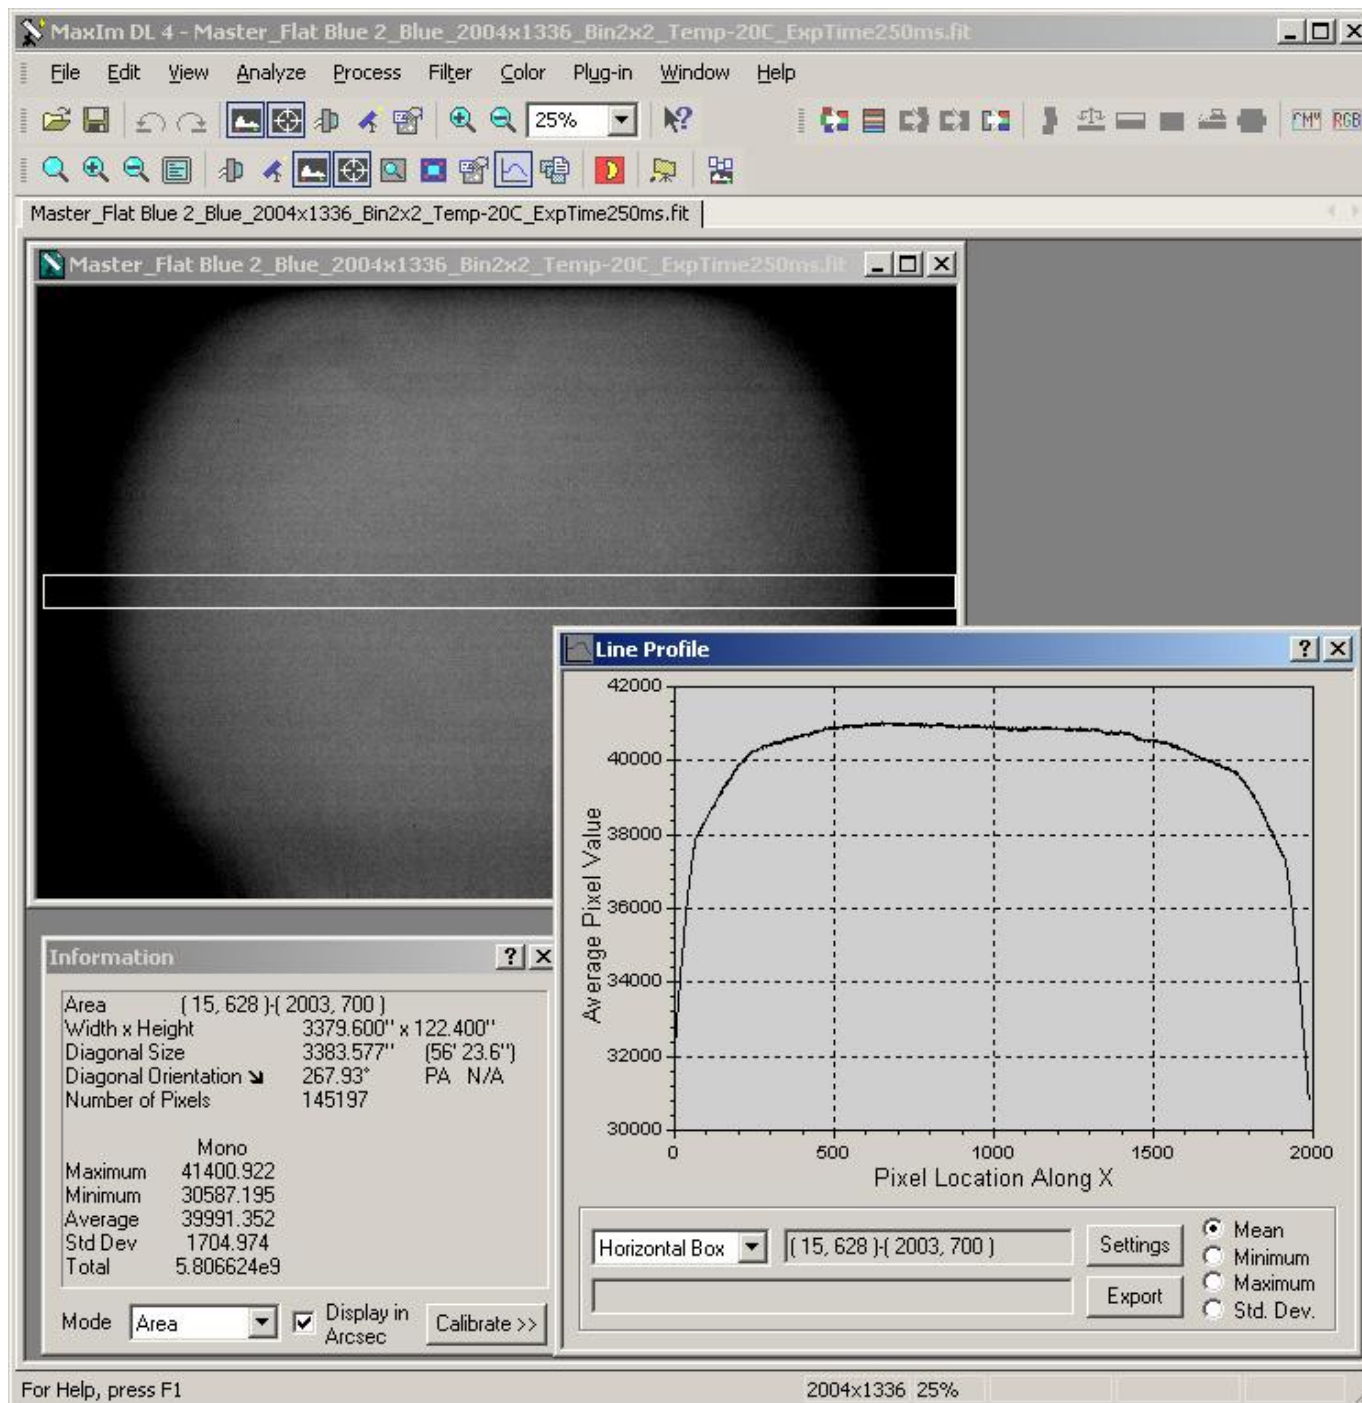 MaxIm DL 4 - Master_Flat Blue 2_Blue_2004x1336_Bin2x2_Temp-20C_ExpTime250ms.fit
File Edit View Analyze Process Filter Color Plug-in Window Help
25%
RGB
Master_Flat Blue 2_Blue_2004x1336_Bin2x2_Temp-20C_ExpTime250ms.fit
Master_Flat Blue 2_Blue_2004x1336_Bin2x2_Temp-20C_ExpTime250ms.fit
Line Profile
42000
40000
38000
36000
34000
32000
30000
Average Pixel Value
0 500 1000 1500 2000
Pixel Location Along X
Horizontal Box ( 15, 628 )-( 2003, 700 ) Settings
Export
Mean
Minimum
Maximum
Std. Dev.
Information
Area ( 15, 628 )-( 2003, 700 )
Width x Height 3379.600'' x 122.400''
Diagonal Size 3383.577'' (56' 23.6'')
Diagonal Orientation 267.93° PA N/A
Number of Pixels 145197
Mono
Maximum 41400.922
Minimum 30587.195
Average 39991.352
Std Dev 1704.974
Total 5.806624e9
Mode Area Display in Arcsec Calibrate >>
For Help, press F1 2004x1336 25%